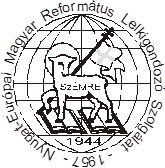 Nyugat-Európai Magyar Református Lelkigondozó Szolgálat - 1957 -
SZEMRE
1944